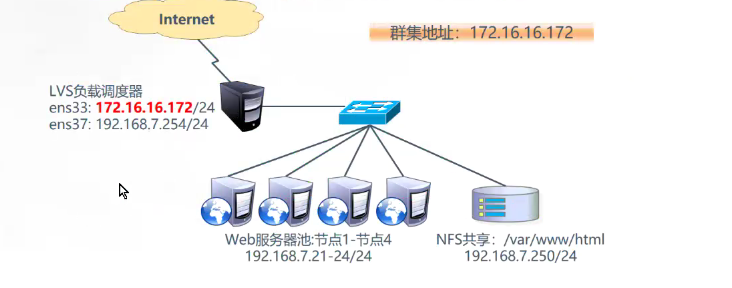 Internet
群集地址：172.16.16.172
LVS负载调度器
ens33: 172.16.16.172/24
ens37: 192.168.7.254/24
Web服务器池:节点1-节点4
192.168.7.21-24/24
NFS共享：/var/www/html
192.168.7.250/24